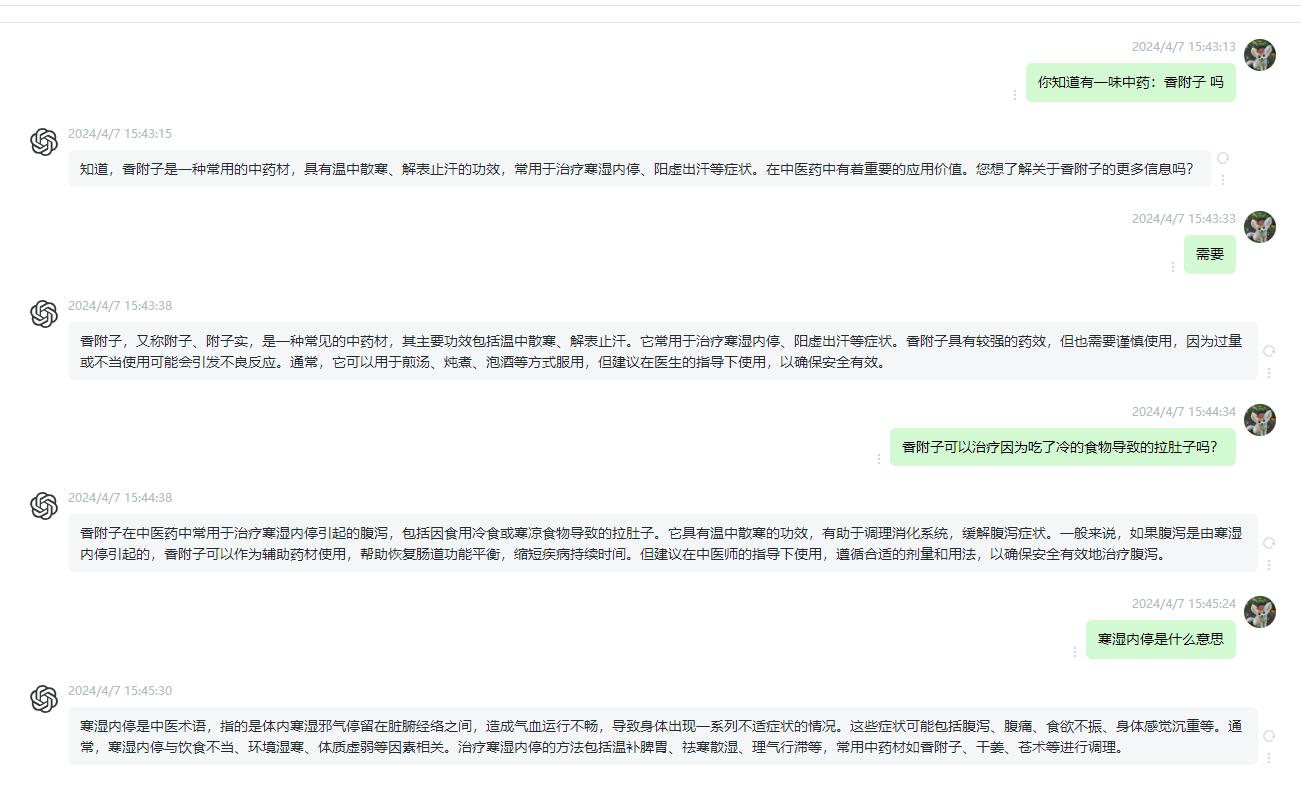 2024/4/7 15:43:13
你知道有一味中药：香附子 吗
2024/4/7 15:43:15
知道，香附子是一种常用的中药材，具有温中散寒、解表止汗的功效，常用于治疗寒湿内停、阳虚出汗等症状。在中医药中有着重要的应用价值。您想了解关于香附子的更多信息吗？
2024/4/7 15:43:33
需要
2024/4/7 15:43:38
香附子，又称附子、附子实，是一种常见的中药材，其主要功效包括温中散寒、解表止汗。它常用于治疗寒湿内停、阳虚出汗等症状。香附子具有较强的药效，但也需要谨慎使用，因为过量
或不当使用可能会引发不良反应。通常，它可以用于煎汤、炖煮、泡酒等方式服用，但建议在医生的指导下使用，以确保安全有效。
2024/4/7 15:44:34
香附子可以治疗因为吃了冷的食物导致的拉肚子吗？
2024/4/7 15:44:38
香附子在中医药中常用于治疗寒湿内停引起的腹泻，包括因食用冷食或寒凉食物导致的拉肚子。它具有温中散寒的功效，有助于调理消化系统，缓解腹泻症状。一般来说，如果腹泻是由寒湿
内停引起的，香附子可以作为辅助药材使用，帮助恢复肠道功能平衡，缩短疾病持续时间。但建议在中医师的指导下使用，遵循合适的剂量和用法，以确保安全有效地治疗腹泻。
2024/4/7 15:45:24
寒湿内停是什么意思
2024/4/7 15:45:30
寒湿内停是中医术语，指的是体内寒湿邪气停留在脏腑经络之间，造成气血运行不畅，导致身体出现一系列不适症状的情况。这些症状可能包括腹泻、腹痛、食欲不振、身体感觉沉重等。通
常，寒湿内停与饮食不当、环境湿寒、体质虚弱等因素相关。治疗寒湿内停的方法包括温补脾胃、祛寒散湿、理气行滞等，常用中药材如香附子、干姜、苍术等进行调理。